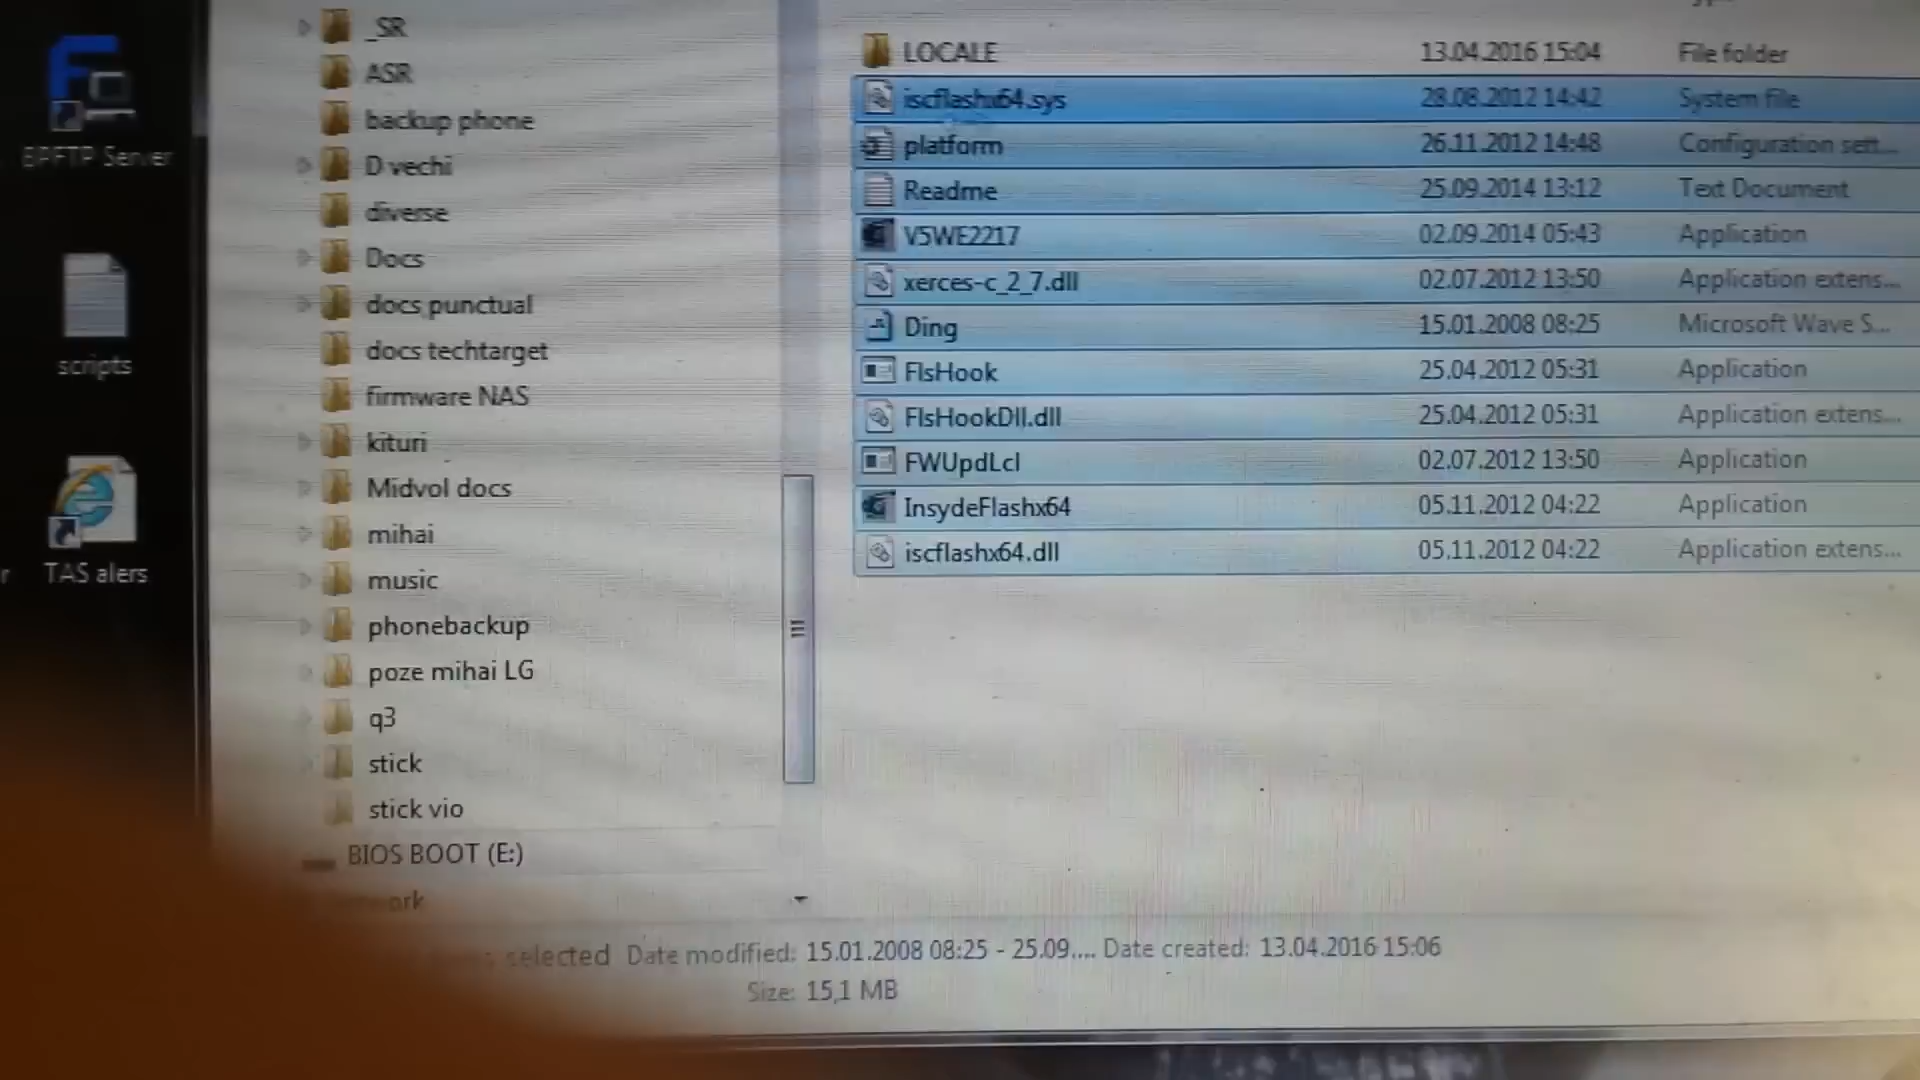 BPFTP Server
scripts
TAS alers
_SR
ASR
backup phone
D vechi
diverse
Docs
docs punctual
docs techtarget
firmware NAS
kituri
Midvol docs
mihai
music
phonebackup
poze mihai LG
q3
stick
stick vio
BIOS BOOT (E:)
LOCALE 13.04.2016 15:04 File folder
iscflashx64.sys 28.08.2012 14:42 System file
platform 26.11.2012 14:48 Configuration sett...
Readme 25.09.2014 13:12 Text Document
V5WE2217 02.09.2014 05:43 Application
xerces-c_2_7.dll 02.07.2012 13:50 Application extens...
Ding 15.01.2008 08:25 Microsoft Wave S...
FlsHook 25.04.2012 05:31 Application
FlsHookDll.dll 25.04.2012 05:31 Application extens...
FWUpdLcl 02.07.2012 13:50 Application
InsydeFlashx64 05.11.2012 04:22 Application
iscflashx64.dll 05.11.2012 04:22 Application extens...
selected Date modified: 15.01.2008 08:25 - 25.09.... Date created: 13.04.2016 15:06
Size: 15,1 MB